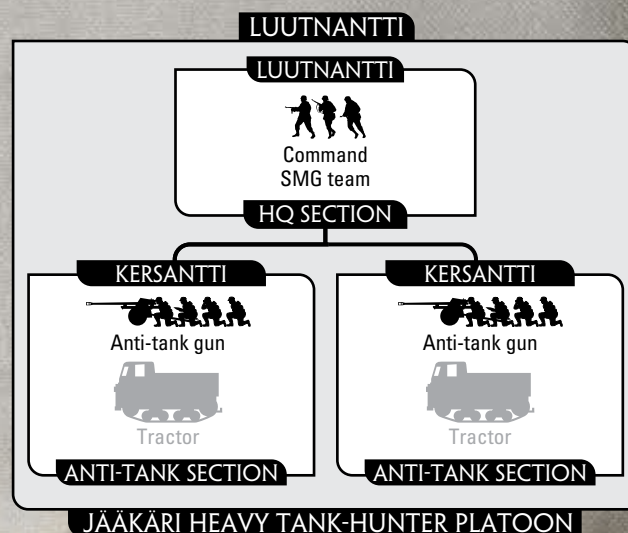 LUUTNANTTI
LUUTNANTTI
Command
SMG team
HQ SECTION
KERSANTTI
Anti-tank gun
Tractor
ANTI-TANK SECTION
KERSANTTI
Anti-tank gun
Tractor
ANTI-TANK SECTION
JÄÄKÄRI HEAVY TANK-HUNTER PLATOON